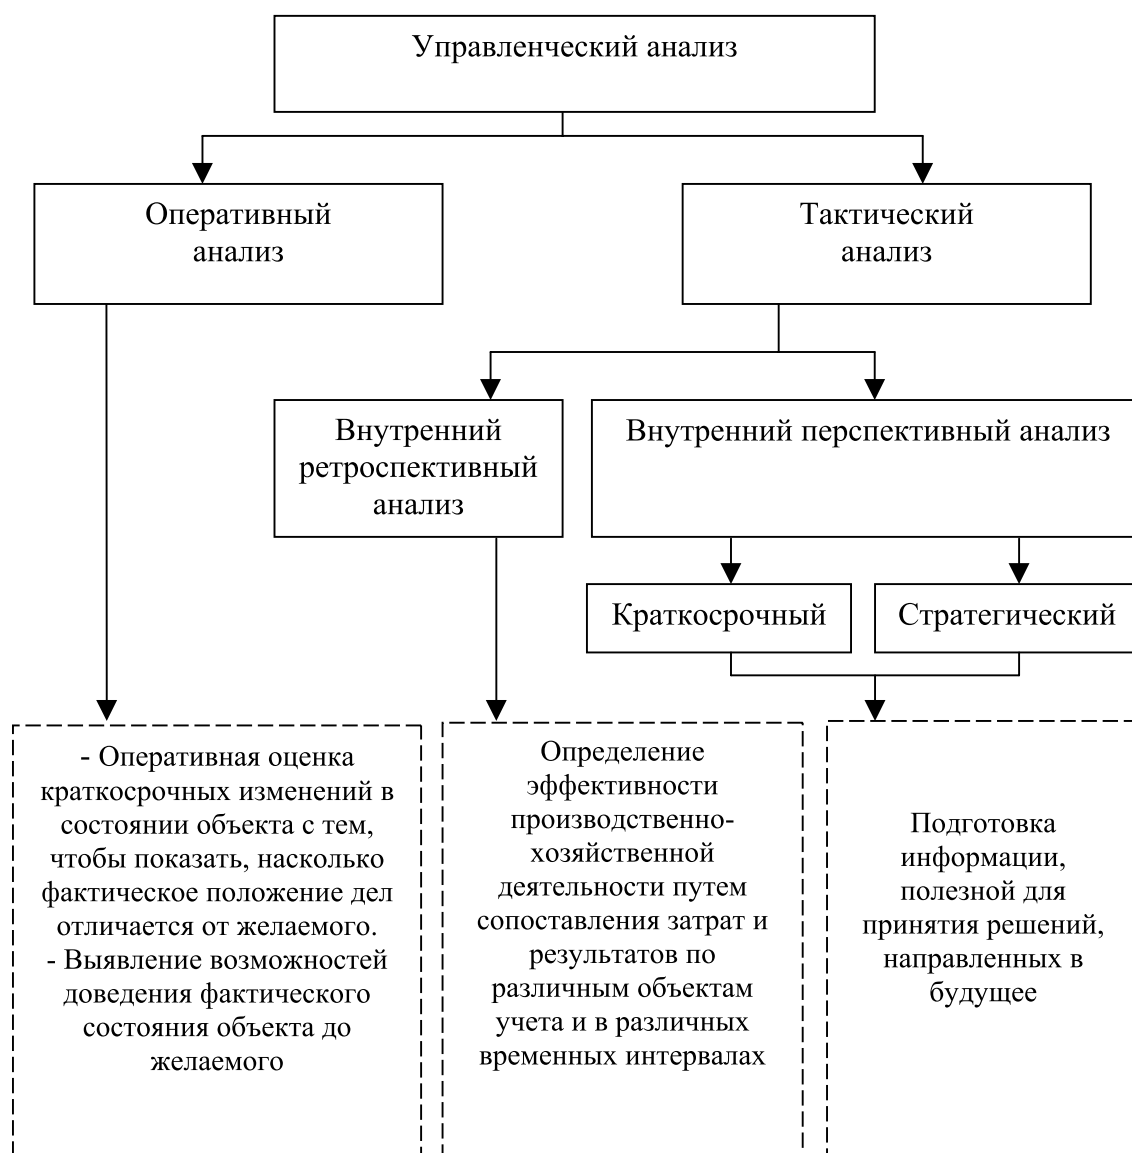 Управленческий анализ
Оперативный
анализ
Тактический
анализ
Внутренний
ретроспективный
анализ
Внутренний перспективный анализ
Краткосрочный
Стратегический
- Оперативная оценка
краткосрочных изменений в
состоянии объекта с тем,
чтобы показать, насколько
фактическое положение дел
отличается от желаемого.
- Выявление возможностей
доведения фактического
состояния объекта до
желаемого
Определение
эффективности
производственно-
хозяйственной
деятельности путем
сопоставления затрат и
результатов по
различным объектам
учета и в различных
временных интервалах
Подготовка
информации,
полезной для
принятия решений,
направленных в
будущее